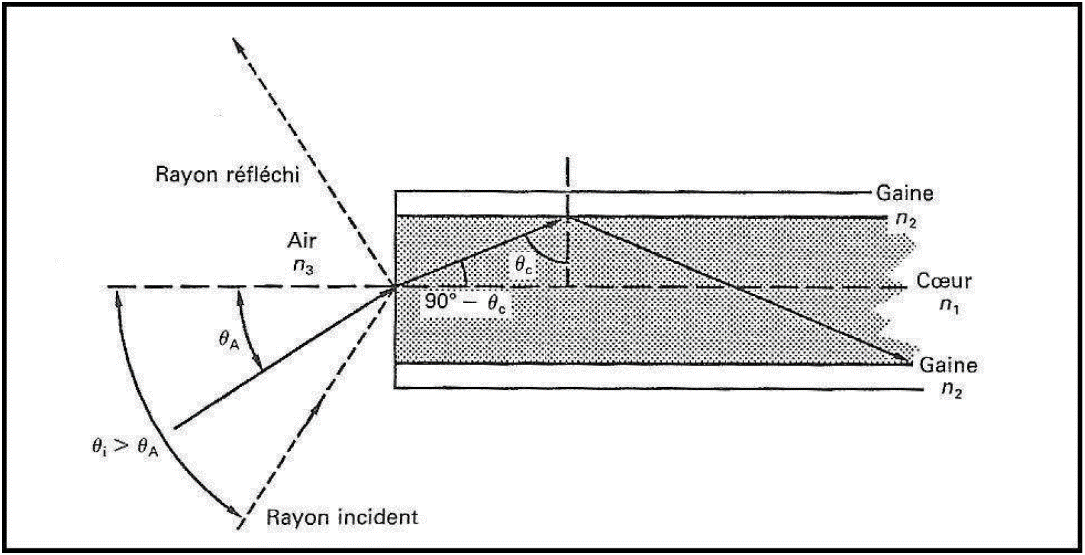 Rayon réfléchi
Air
n₃
Gaine
n₂
θc
90° – θc
Cœur
n₁
θA
Gaine
n₂
θi > θA
Rayon incident